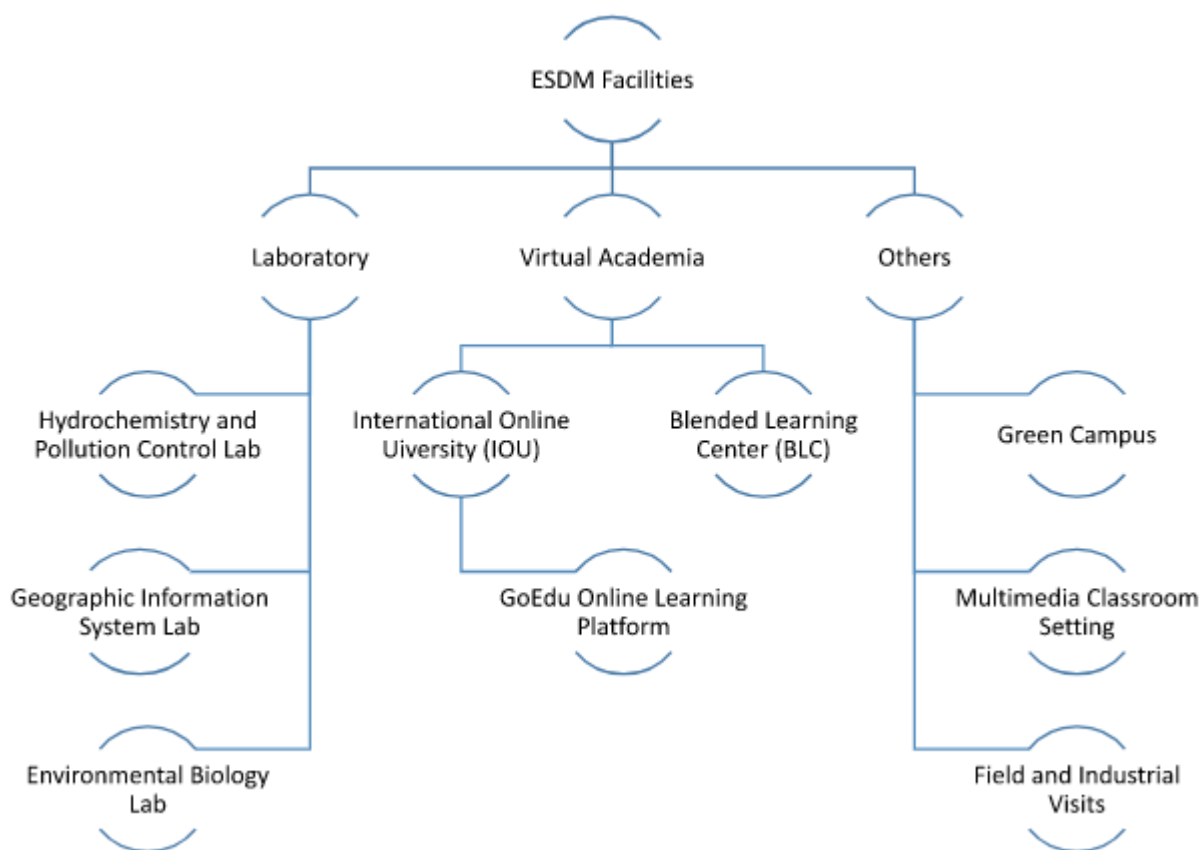 ESDM Facilities
Laboratory
Virtual Academia
Others
Hydrochemistry and
Pollution Control Lab
International Online
Uiversity (IOU)
Blended Learning
Center (BLC)
Green Campus
Geographic Information
System Lab
GoEdu Online Learning
Platform
Multimedia Classroom
Setting
Environmental Biology
Lab
Field and Industrial
Visits